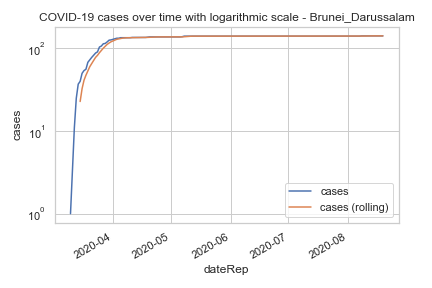 COVID-19 cases over time with logarithmic scale - Brunei_Darussalam
10²
10¹
10⁰
cases
cases
cases (rolling)
2020-04
2020-05
2020-06
2020-07
2020-08
dateRep